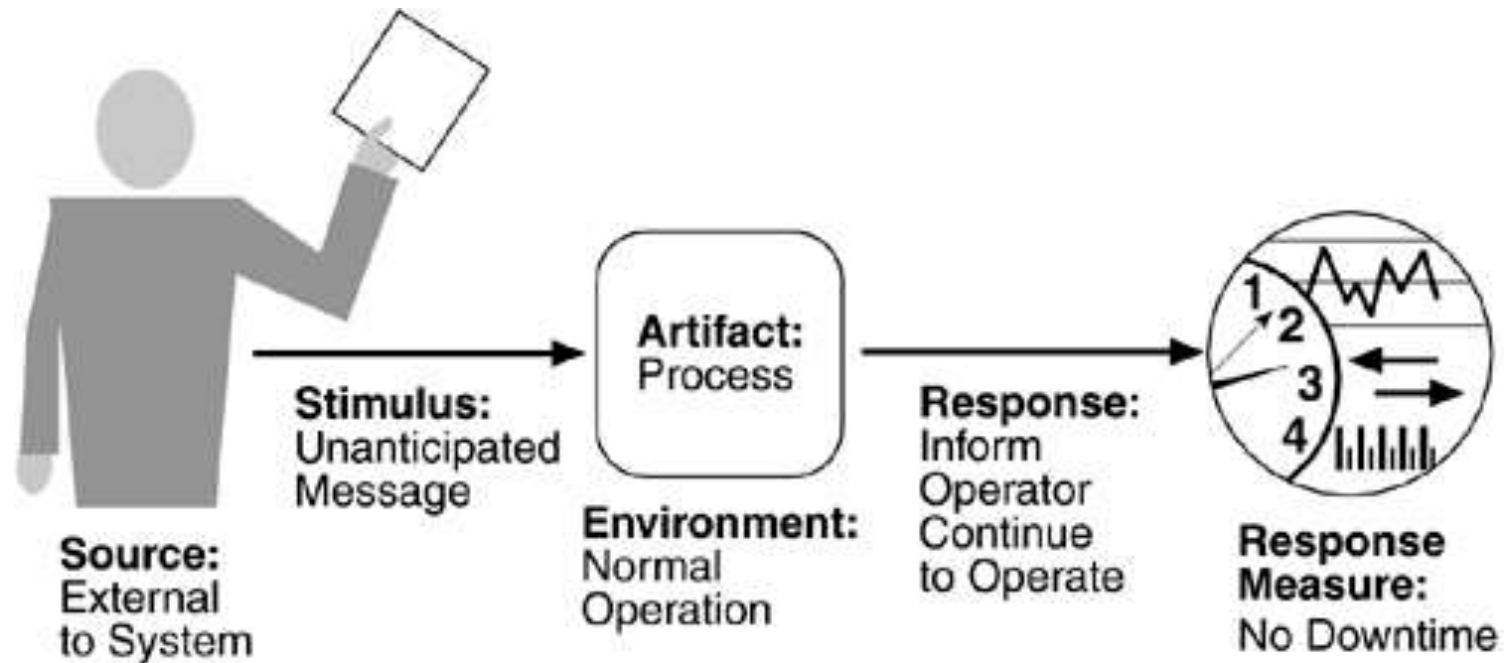 Source:
External
to System
Stimulus:
Unanticipated
Message
Artifact:
Process
Environment:
Normal
Operation
Response:
Inform
Operator
Continue
to Operate
1
2
3
4
Response
Measure:
No Downtime